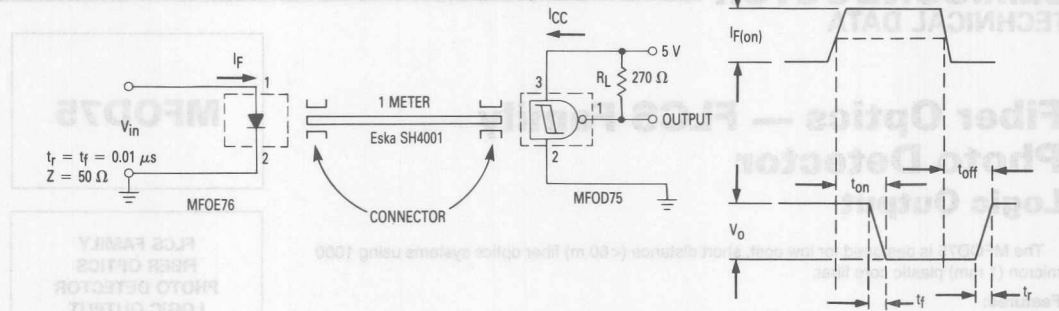 IF
1
Vin
tr = tf = 0.01 μs
Z = 50 Ω
2
MFOE76
1 METER
Eska SH4001
CONNECTOR
ICC
3
5 V
RL
270 Ω
1
OUTPUT
2
MFOD75
IF(on)
ton
toff
Vo
tf
tr
TECHNICAL DATA
Fiber Optics — FLCS Family
Photo Detector
Logic Output
MFOD75
FLCS FAMILY
FIBER OPTICS
PHOTO DETECTOR
LOGIC OUTPUT
The MFOD75 is designed for low cost, short distance (<60 m) fiber optics systems using 1000
micron (1 mm) plastic core fiber.
Features: